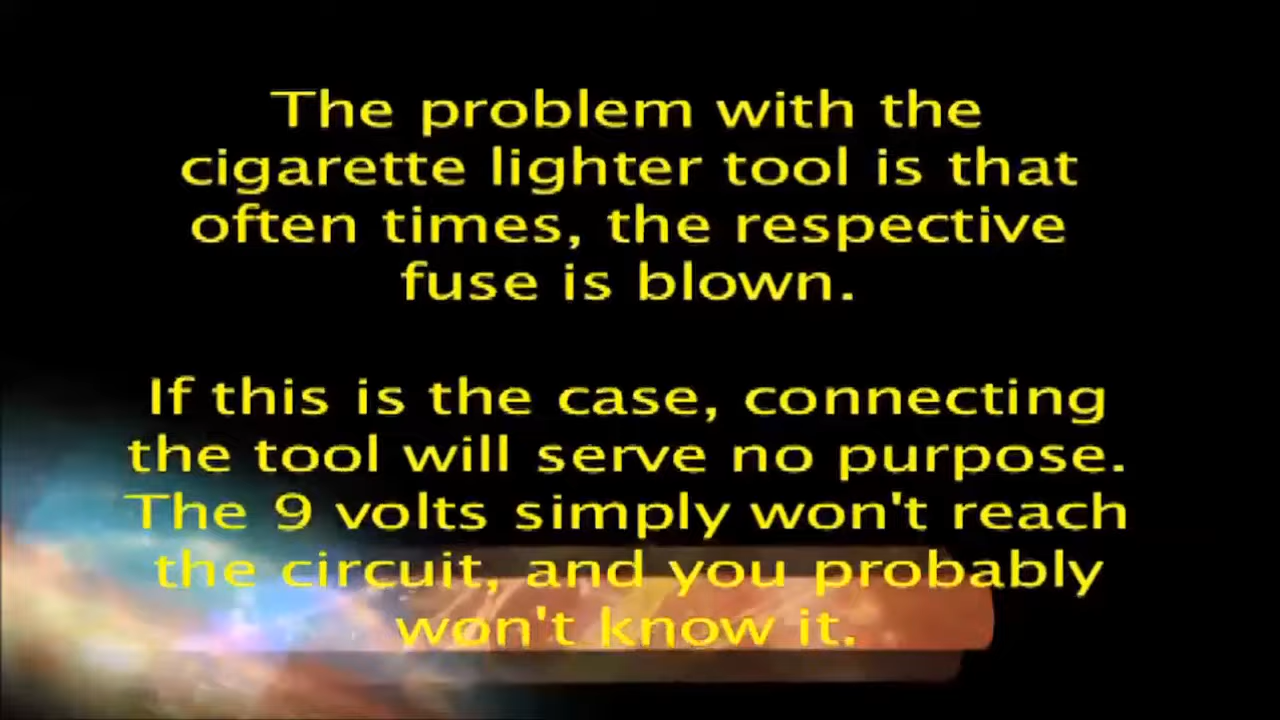 The problem with the
cigarette lighter tool is that
often times, the respective
fuse is blown.
If this is the case, connecting
the tool will serve no purpose.
The 9 volts simply won't reach
the circuit, and you probably
won't know it.